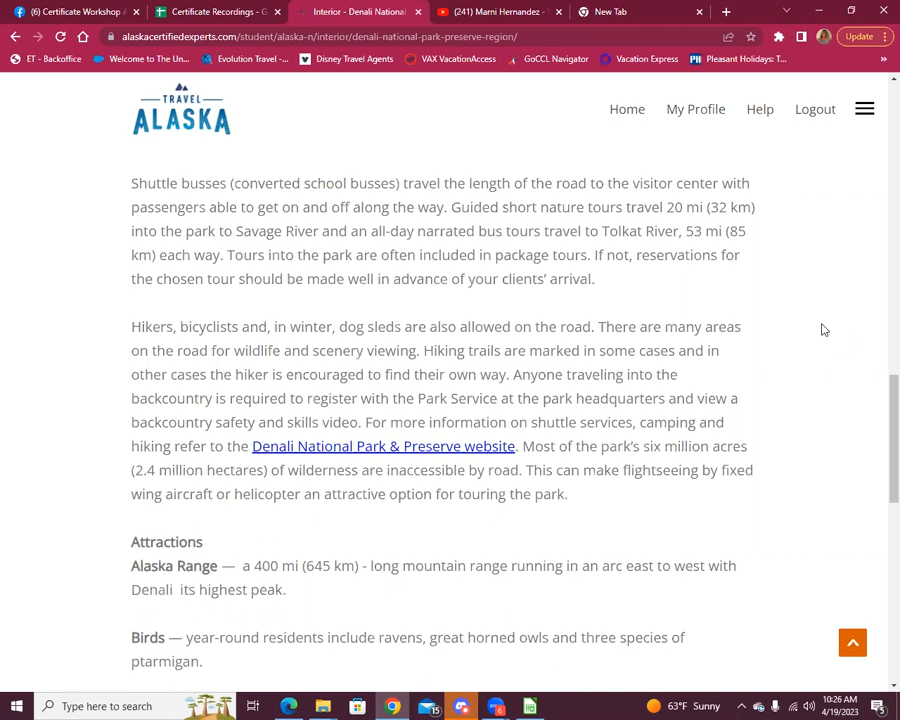 (6) Certificate Workshop A
Certificate Recordings - G
Interior - Denali National
(241) Marni Hernandez -
New Tab
alaskacertifiedexperts.com/student/alaska-n/interior/denali-national-park-preserve-region/
Update
ET - Backoffice
Welcome to The Un...
Evolution Travel -...
Disney Travel Agents
VAX VacationAccess
GoCCL Navigator
Vacation Express
Pleasant Holidays: T...
TRAVEL
ALASKA
Home
My Profile
Help
Logout
Shuttle busses (converted school busses) travel the length of the road to the visitor center with
passengers able to get on and off along the way. Guided short nature tours travel 20 mi (32 km)
into the park to Savage River and an all-day narrated bus tours travel to Tolkat River, 53 mi (85
km) each way. Tours into the park are often included in package tours. If not, reservations for
the chosen tour should be made well in advance of your clients' arrival.
Hikers, bicyclists and, in winter, dog sleds are also allowed on the road. There are many areas
on the road for wildlife and scenery viewing. Hiking trails are marked in some cases and in
other cases the hiker is encouraged to find their own way. Anyone traveling into the
backcountry is required to register with the Park Service at the park headquarters and view a
backcountry safety and skills video. For more information on shuttle services, camping and
hiking refer to the Denali National Park & Preserve website. Most of the park's six million acres
(2.4 million hectares) of wilderness are inaccessible by road. This can make flightseeing by fixed
wing aircraft or helicopter an attractive option for touring the park.
Attractions
Alaska Range — a 400 mi (645 km) - long mountain range running in an arc east to west with
Denali its highest peak.
Birds — year-round residents include ravens, great horned owls and three species of
ptarmigan.
Type here to search
15
6
63°F Sunny
10:26 AM
4/19/2023
5